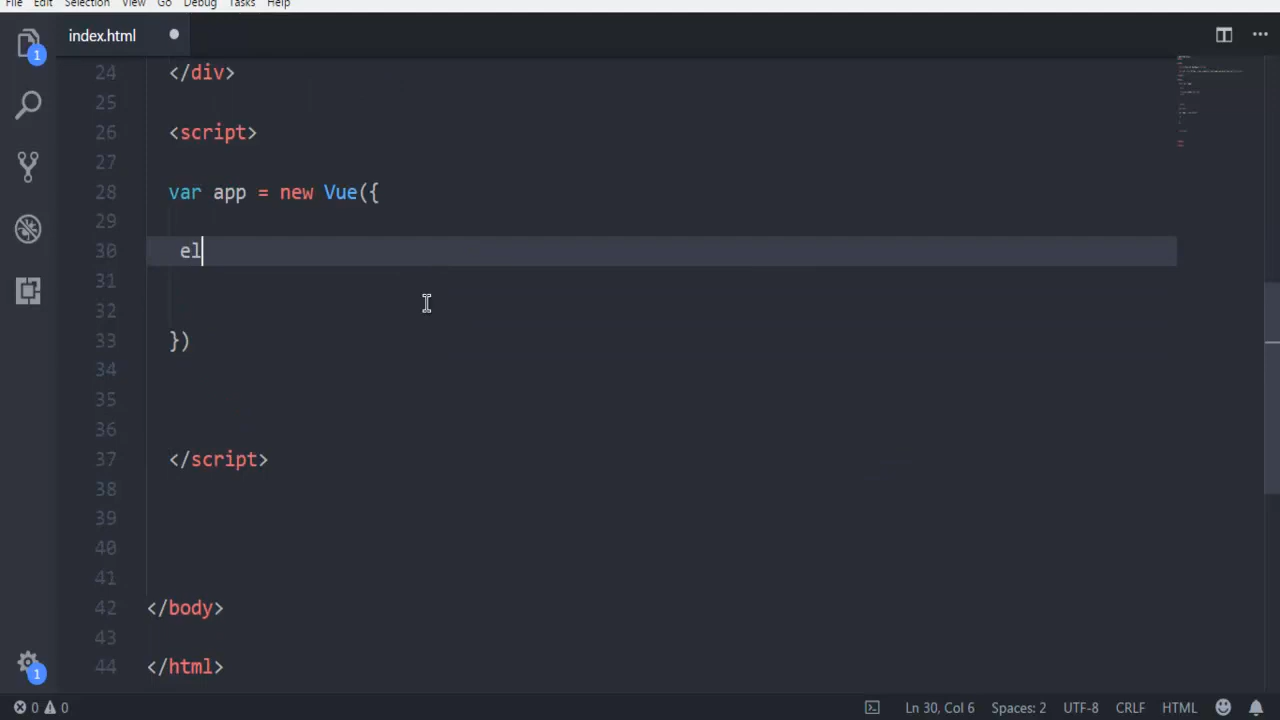 File Edit Selection View Go Debug Tasks Help
index.html
1
24 </div>
25
26 <script>
27
28 var app = new Vue({
29
30 el
31
32
33 })
34
35
36
37 </script>
38
39
40
41
42 </body>
43
44 </html>
1
0 0 Ln 30, Col 6 Spaces: 2 UTF-8 CRLF HTML